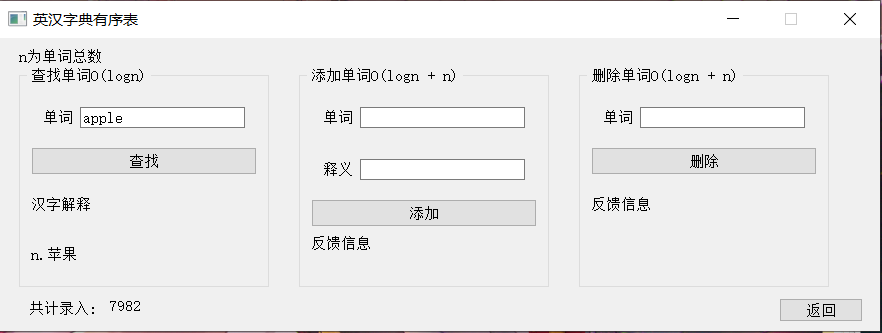 英汉字典有序表
n为单词总数
查找单词O(logn)
单词 apple
查找
汉字解释
n.苹果
添加单词O(logn + n)
单词
释义
添加
反馈信息
删除单词O(logn + n)
单词
删除
反馈信息
共计录入: 7982
返回